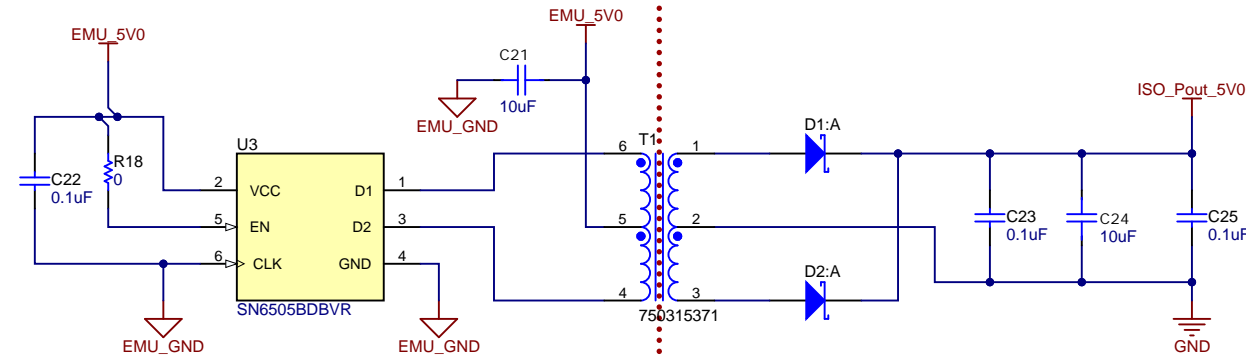 EMU_5V0
EMU_5V0
C21
10uF
EMU_GND
ISO_Pout_5V0
U3
T1
D1:A
R18
0
C22
0.1uF
2 VCC D1 1
5 EN D2 3
6 CLK GND 4
SN6505BDBVR
EMU_GND
EMU_GND
6 1
5 2
4 3
750315371
D2:A
C23
0.1uF
C24
10uF
C25
0.1uF
GND